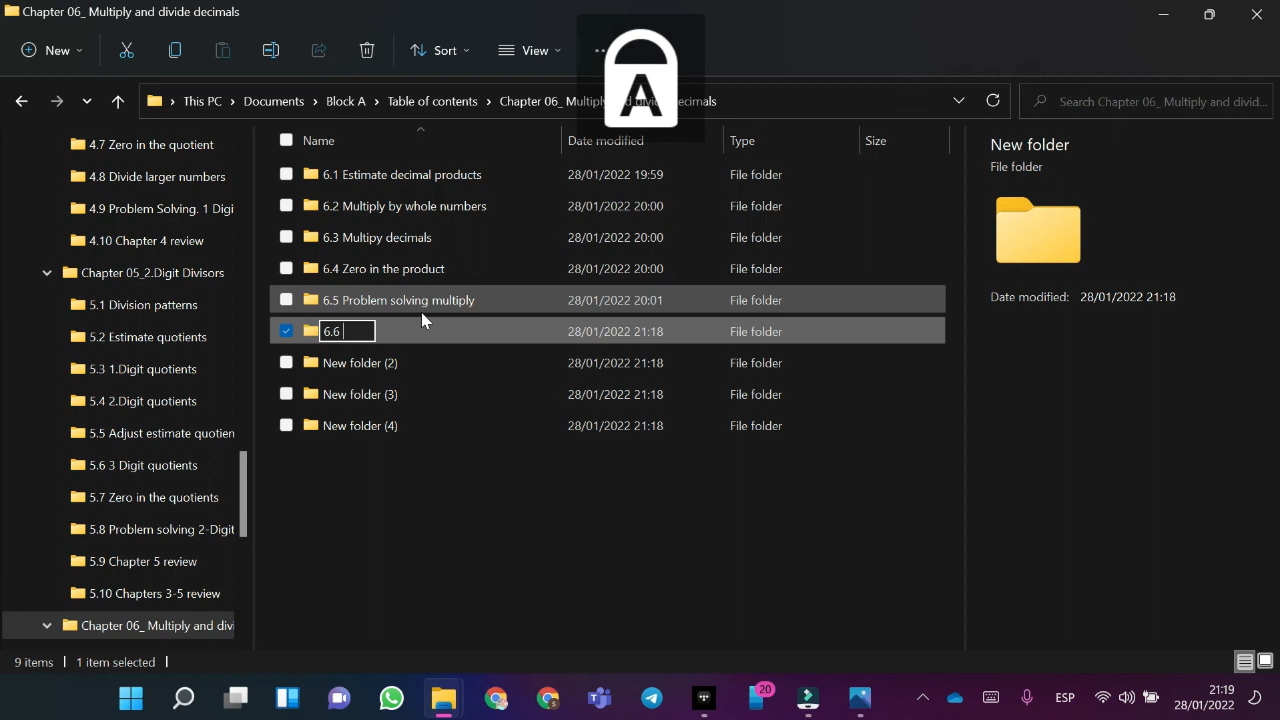 Chapter 06_ Multiply and divide decimals
New
Sort
View
This PC
Documents
Block A
Table of contents
Chapter 06_ Multiply and divide decimals
Search Chapter 06_ Multiply and divid...
A
4.7 Zero in the quotient
4.8 Divide larger numbers
4.9 Problem Solving. 1 Digi
4.10 Chapter 4 review
Chapter 05_2.Digit Divisors
5.1 Division patterns
5.2 Estimate quotients
5.3 1.Digit quotients
5.4 2.Digit quotients
5.5 Adjust estimate quotien
5.6 3 Digit quotients
5.7 Zero in the quotients
5.8 Problem solving 2-Digit
5.9 Chapter 5 review
5.10 Chapters 3-5 review
Chapter 06_ Multiply and divi
Name Date modified Type Size
6.1 Estimate decimal products 28/01/2022 19:59 File folder
6.2 Multiply by whole numbers 28/01/2022 20:00 File folder
6.3 Multipy decimals 28/01/2022 20:00 File folder
6.4 Zero in the product 28/01/2022 20:00 File folder
6.5 Problem solving multiply 28/01/2022 20:01 File folder
6.6 28/01/2022 21:18 File folder
New folder (2) 28/01/2022 21:18 File folder
New folder (3) 28/01/2022 21:18 File folder
New folder (4) 28/01/2022 21:18 File folder
New folder
File folder
Date modified: 28/01/2022 21:18
9 items 1 item selected
20
ESP
21:19
28/01/2022